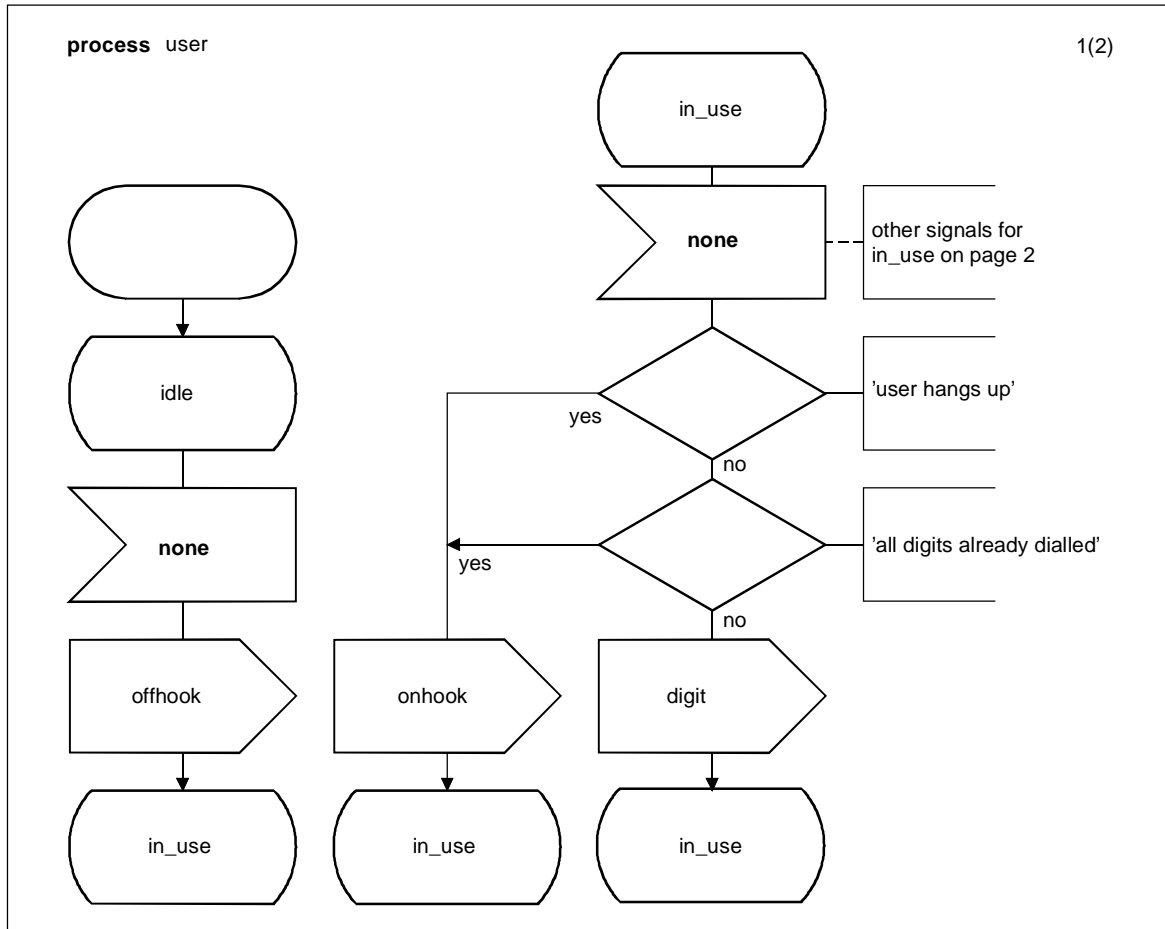 process user
1(2)
in_use
none
other signals for
in_use on page 2
idle
yes
'user hangs up'
no
none
yes
'all digits already dialled'
no
offhook
onhook
digit
in_use
in_use
in_use